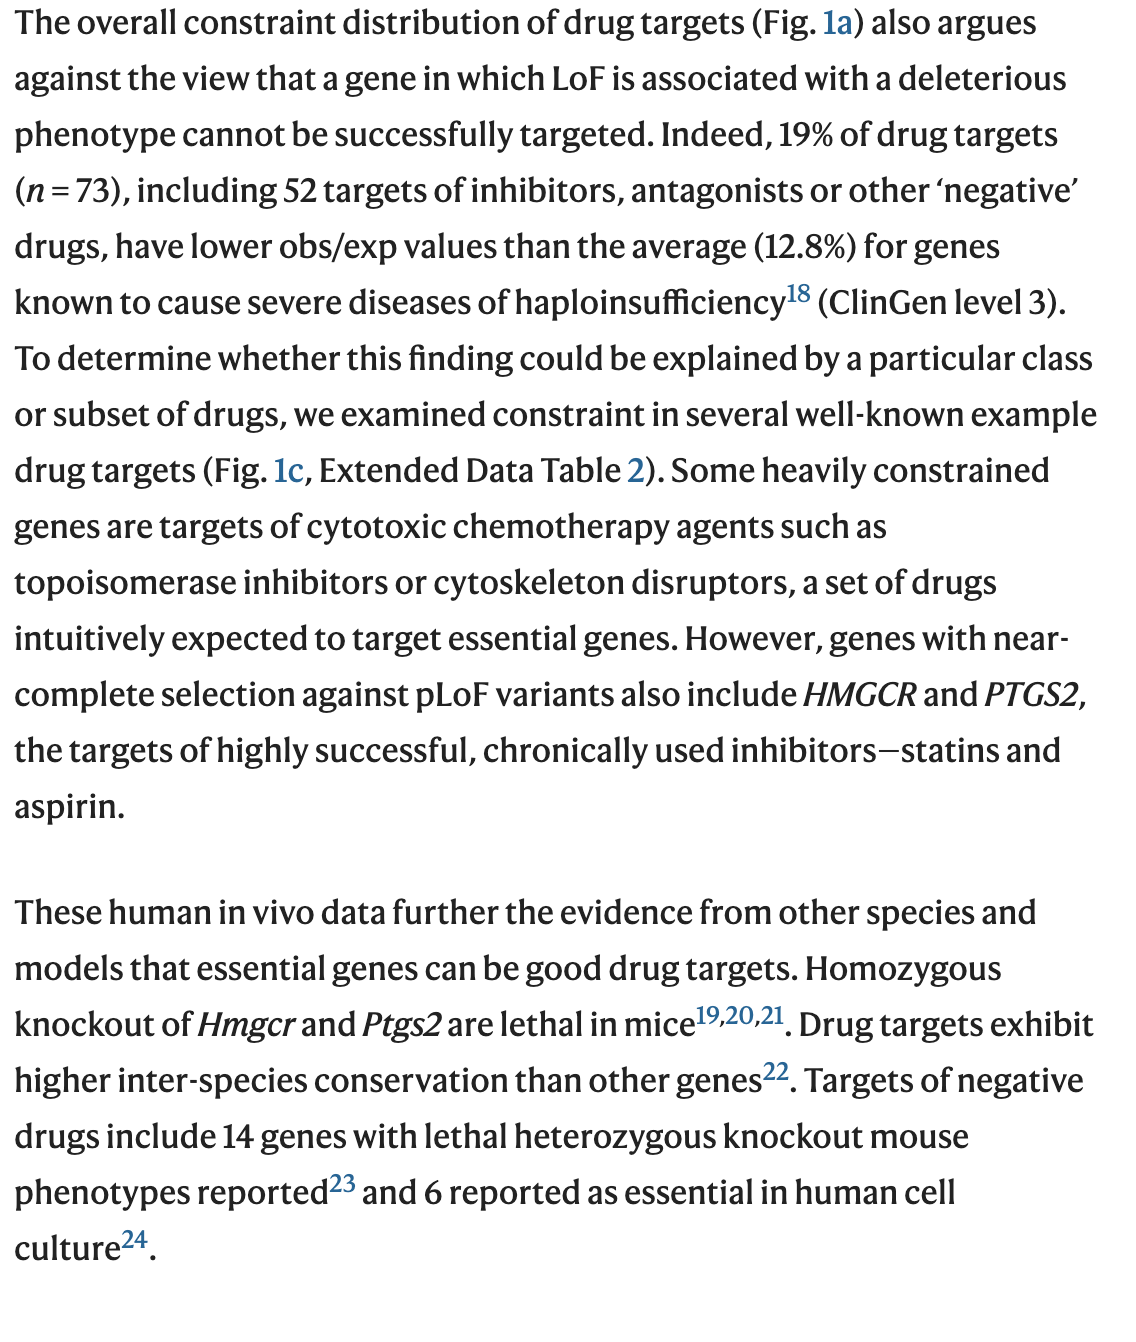 The overall constraint distribution of drug targets (Fig. 1a) also argues
against the view that a gene in which LoF is associated with a deleterious
phenotype cannot be successfully targeted. Indeed, 19% of drug targets
(n = 73), including 52 targets of inhibitors, antagonists or other ‘negative’
drugs, have lower obs/exp values than the average (12.8%) for genes
known to cause severe diseases of haploinsufficiency18 (ClinGen level 3).
To determine whether this finding could be explained by a particular class
or subset of drugs, we examined constraint in several well-known example
drug targets (Fig. 1c, Extended Data Table 2). Some heavily constrained
genes are targets of cytotoxic chemotherapy agents such as
topoisomerase inhibitors or cytoskeleton disruptors, a set of drugs
intuitively expected to target essential genes. However, genes with near-
complete selection against pLoF variants also include HMGCR and PTGS2,
the targets of highly successful, chronically used inhibitors—statins and
aspirin.
These human in vivo data further the evidence from other species and
models that essential genes can be good drug targets. Homozygous
knockout of Hmgcr and Ptgs2 are lethal in mice19,20,21. Drug targets exhibit
higher inter-species conservation than other genes22. Targets of negative
drugs include 14 genes with lethal heterozygous knockout mouse
phenotypes reported23 and 6 reported as essential in human cell
culture24.